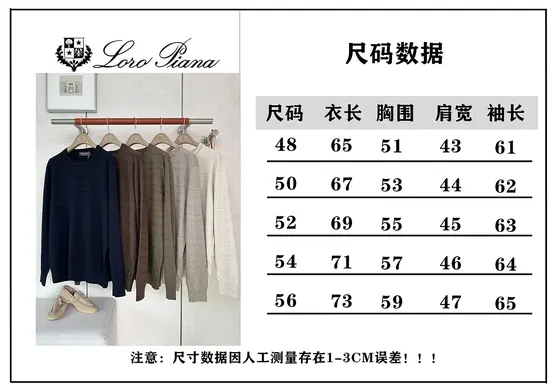 Loro Piana
尺码数据
尺码 衣长 胸围 肩宽 袖长
48 65 51 43 61
50 67 53 44 62
52 69 55 45 63
54 71 57 46 64
56 73 59 47 65
注意：尺寸数据因人工测量存在1-3CM误差！！！